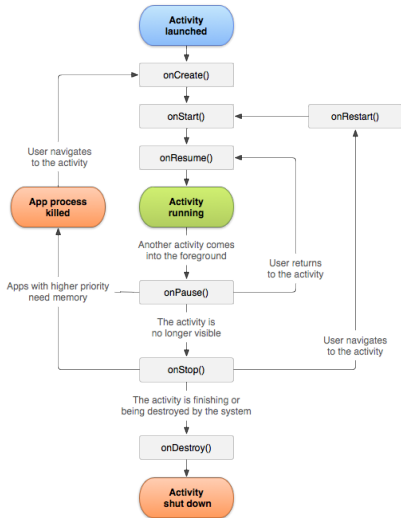 Activity
launched
onCreate()
onStart()
onRestart()
onResume()
User navigates
to the activity
App process
killed
Activity
running
Another activity comes
into the foreground
User returns
to the activity
Apps with higher priority
need memory
onPause()
The activity is
no longer visible
User navigates
to the activity
onStop()
The activity is finishing or
being destroyed by the system
onDestroy()
Activity
shut down